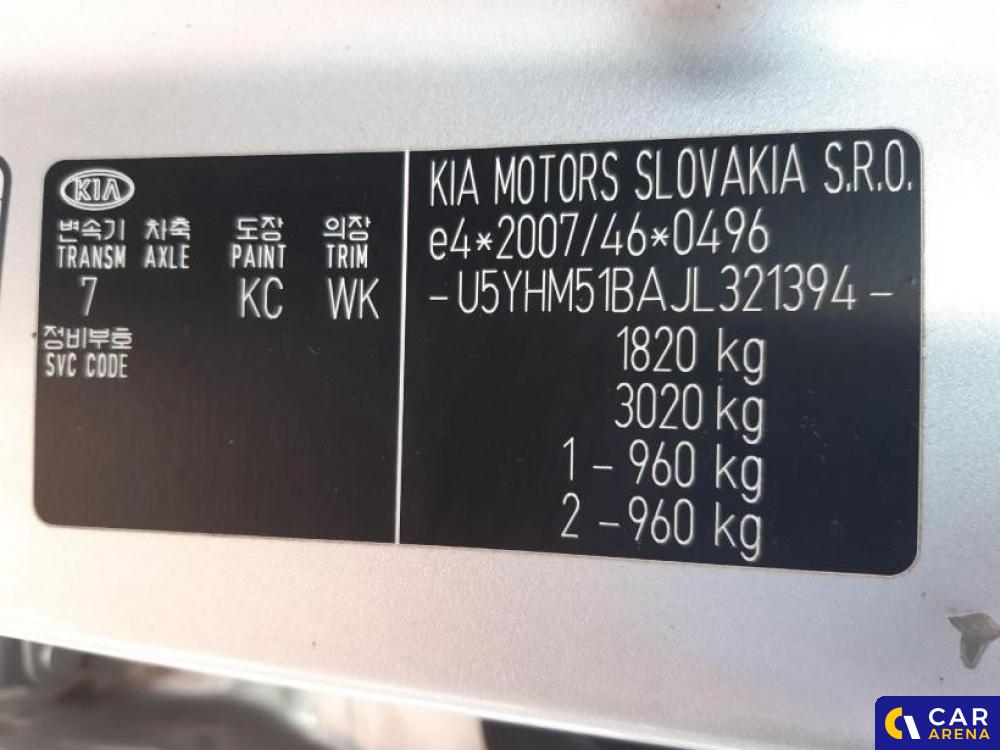 KIA
변속기 차축 도장 의장
TRANSM AXLE PAINT TRIM
7 KC WK
정비부호
SVC CODE
KIA MOTORS SLOVAKIA S.R.O.
e4*2007/46*0496
-U5YHM51BAJL321394-
1820 kg
3020 kg
1 - 960 kg
2 - 960 kg
CAR
ARENA